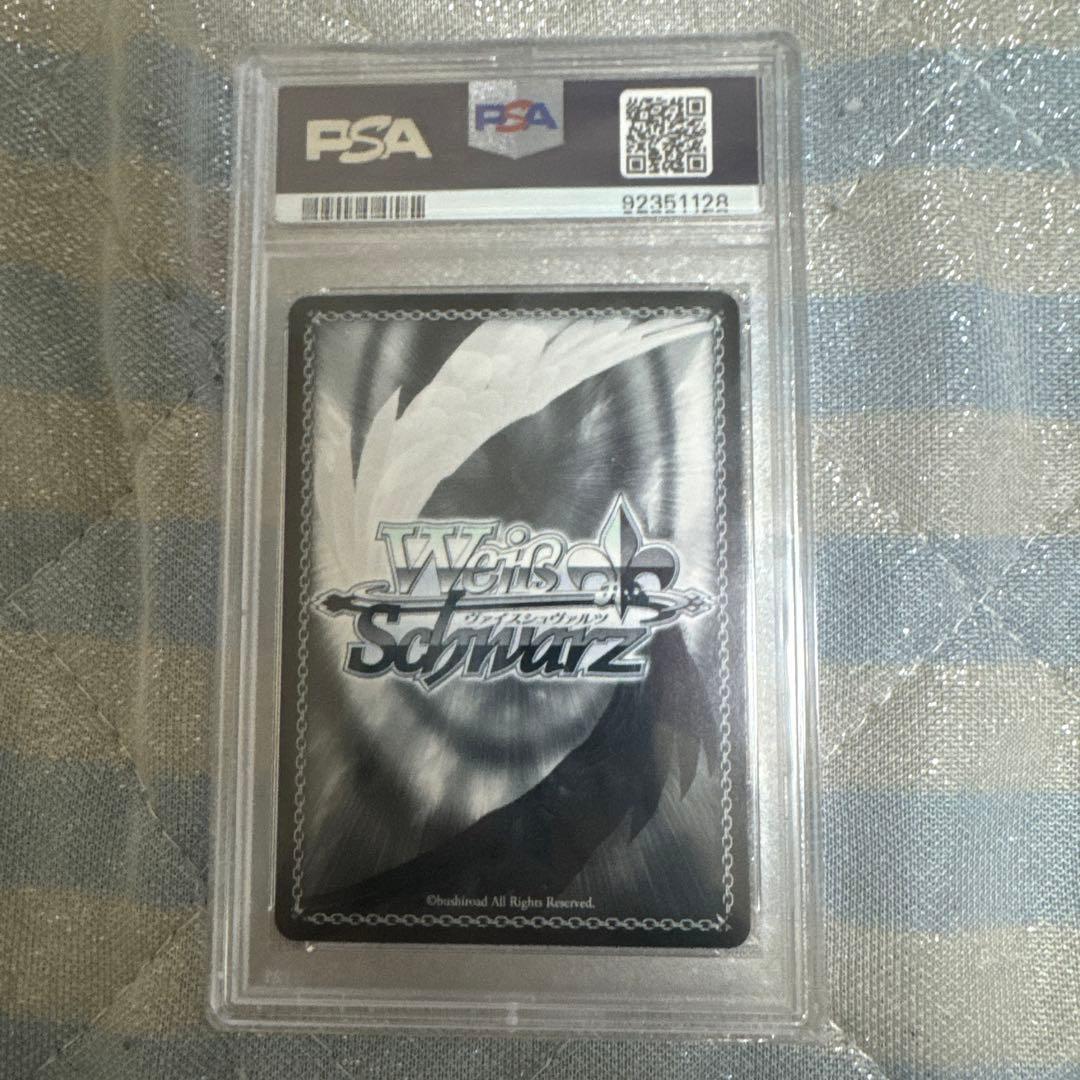 PSA
PSA
92351128
Weiß
ヴァイスシュヴァルツ
Schwarz
©bushiroad All Rights Reserved.